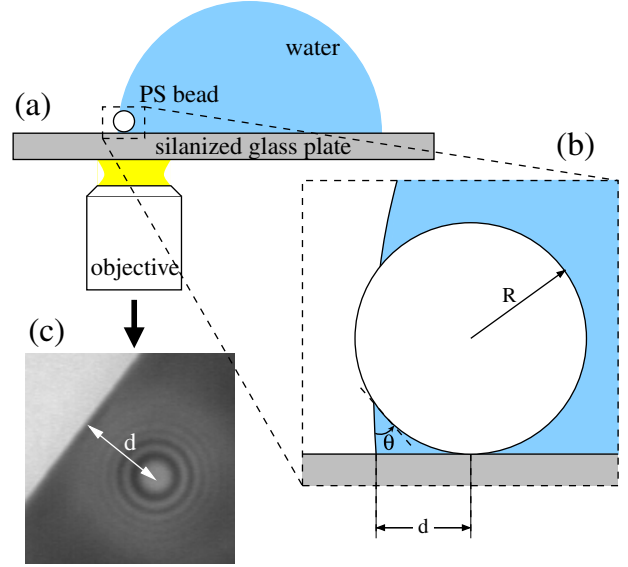 water
(a)
PS bead
silanized glass plate
(b)
objective
R
(c)
d
θ
d